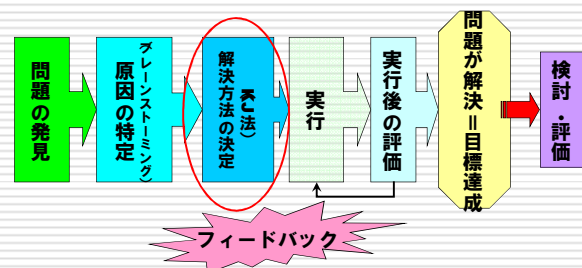 問題の発見
原因の特定
(ブレーンストーミング)
解決方法の決定
(KJ法)
実行
実行後の評価
問題が解決＝目標達成
検討・評価
フィードバック